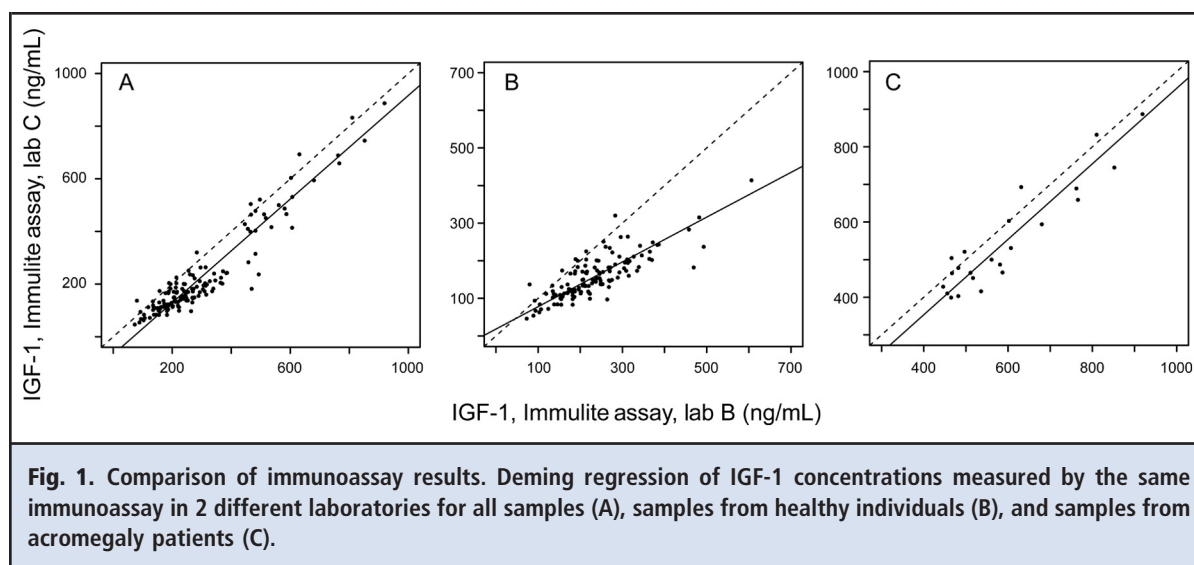 IGF-1, Immulite assay, lab C (ng/mL)
A
1000
600
200
200
600
1000
B
700
500
300
100
100
300
500
700
C
1000
800
600
400
400
600
800
1000
IGF-1, Immulite assay, lab B (ng/mL)
Fig. 1. Comparison of immunoassay results. Deming regression of IGF-1 concentrations measured by the same
immunoassay in 2 different laboratories for all samples (A), samples from healthy individuals (B), and samples from
acromegaly patients (C).